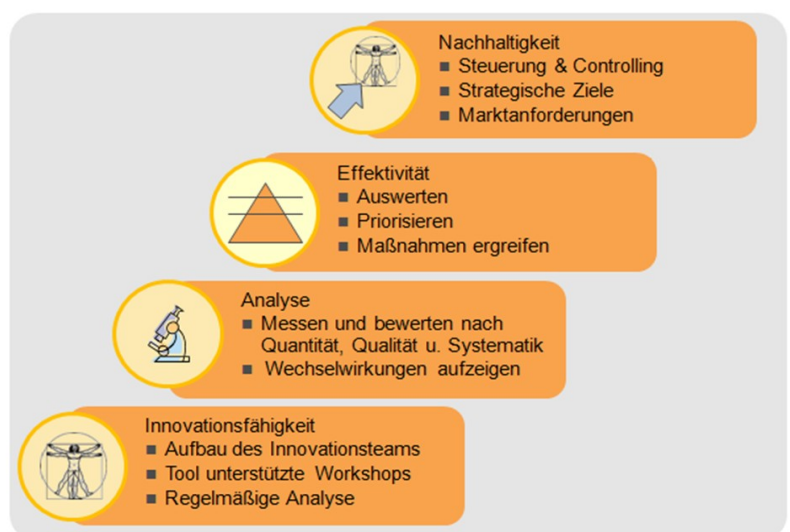 Nachhaltigkeit
▪ Steuerung & Controlling
▪ Strategische Ziele
▪ Marktanforderungen
Effektivität
▪ Auswerten
▪ Priorisieren
▪ Maßnahmen ergreifen
Analyse
▪ Messen und bewerten nach
Quantität, Qualität u. Systematik
▪ Wechselwirkungen aufzeigen
Innovationsfähigkeit
▪ Aufbau des Innovationsteams
▪ Tool unterstützte Workshops
▪ Regelmäßige Analyse